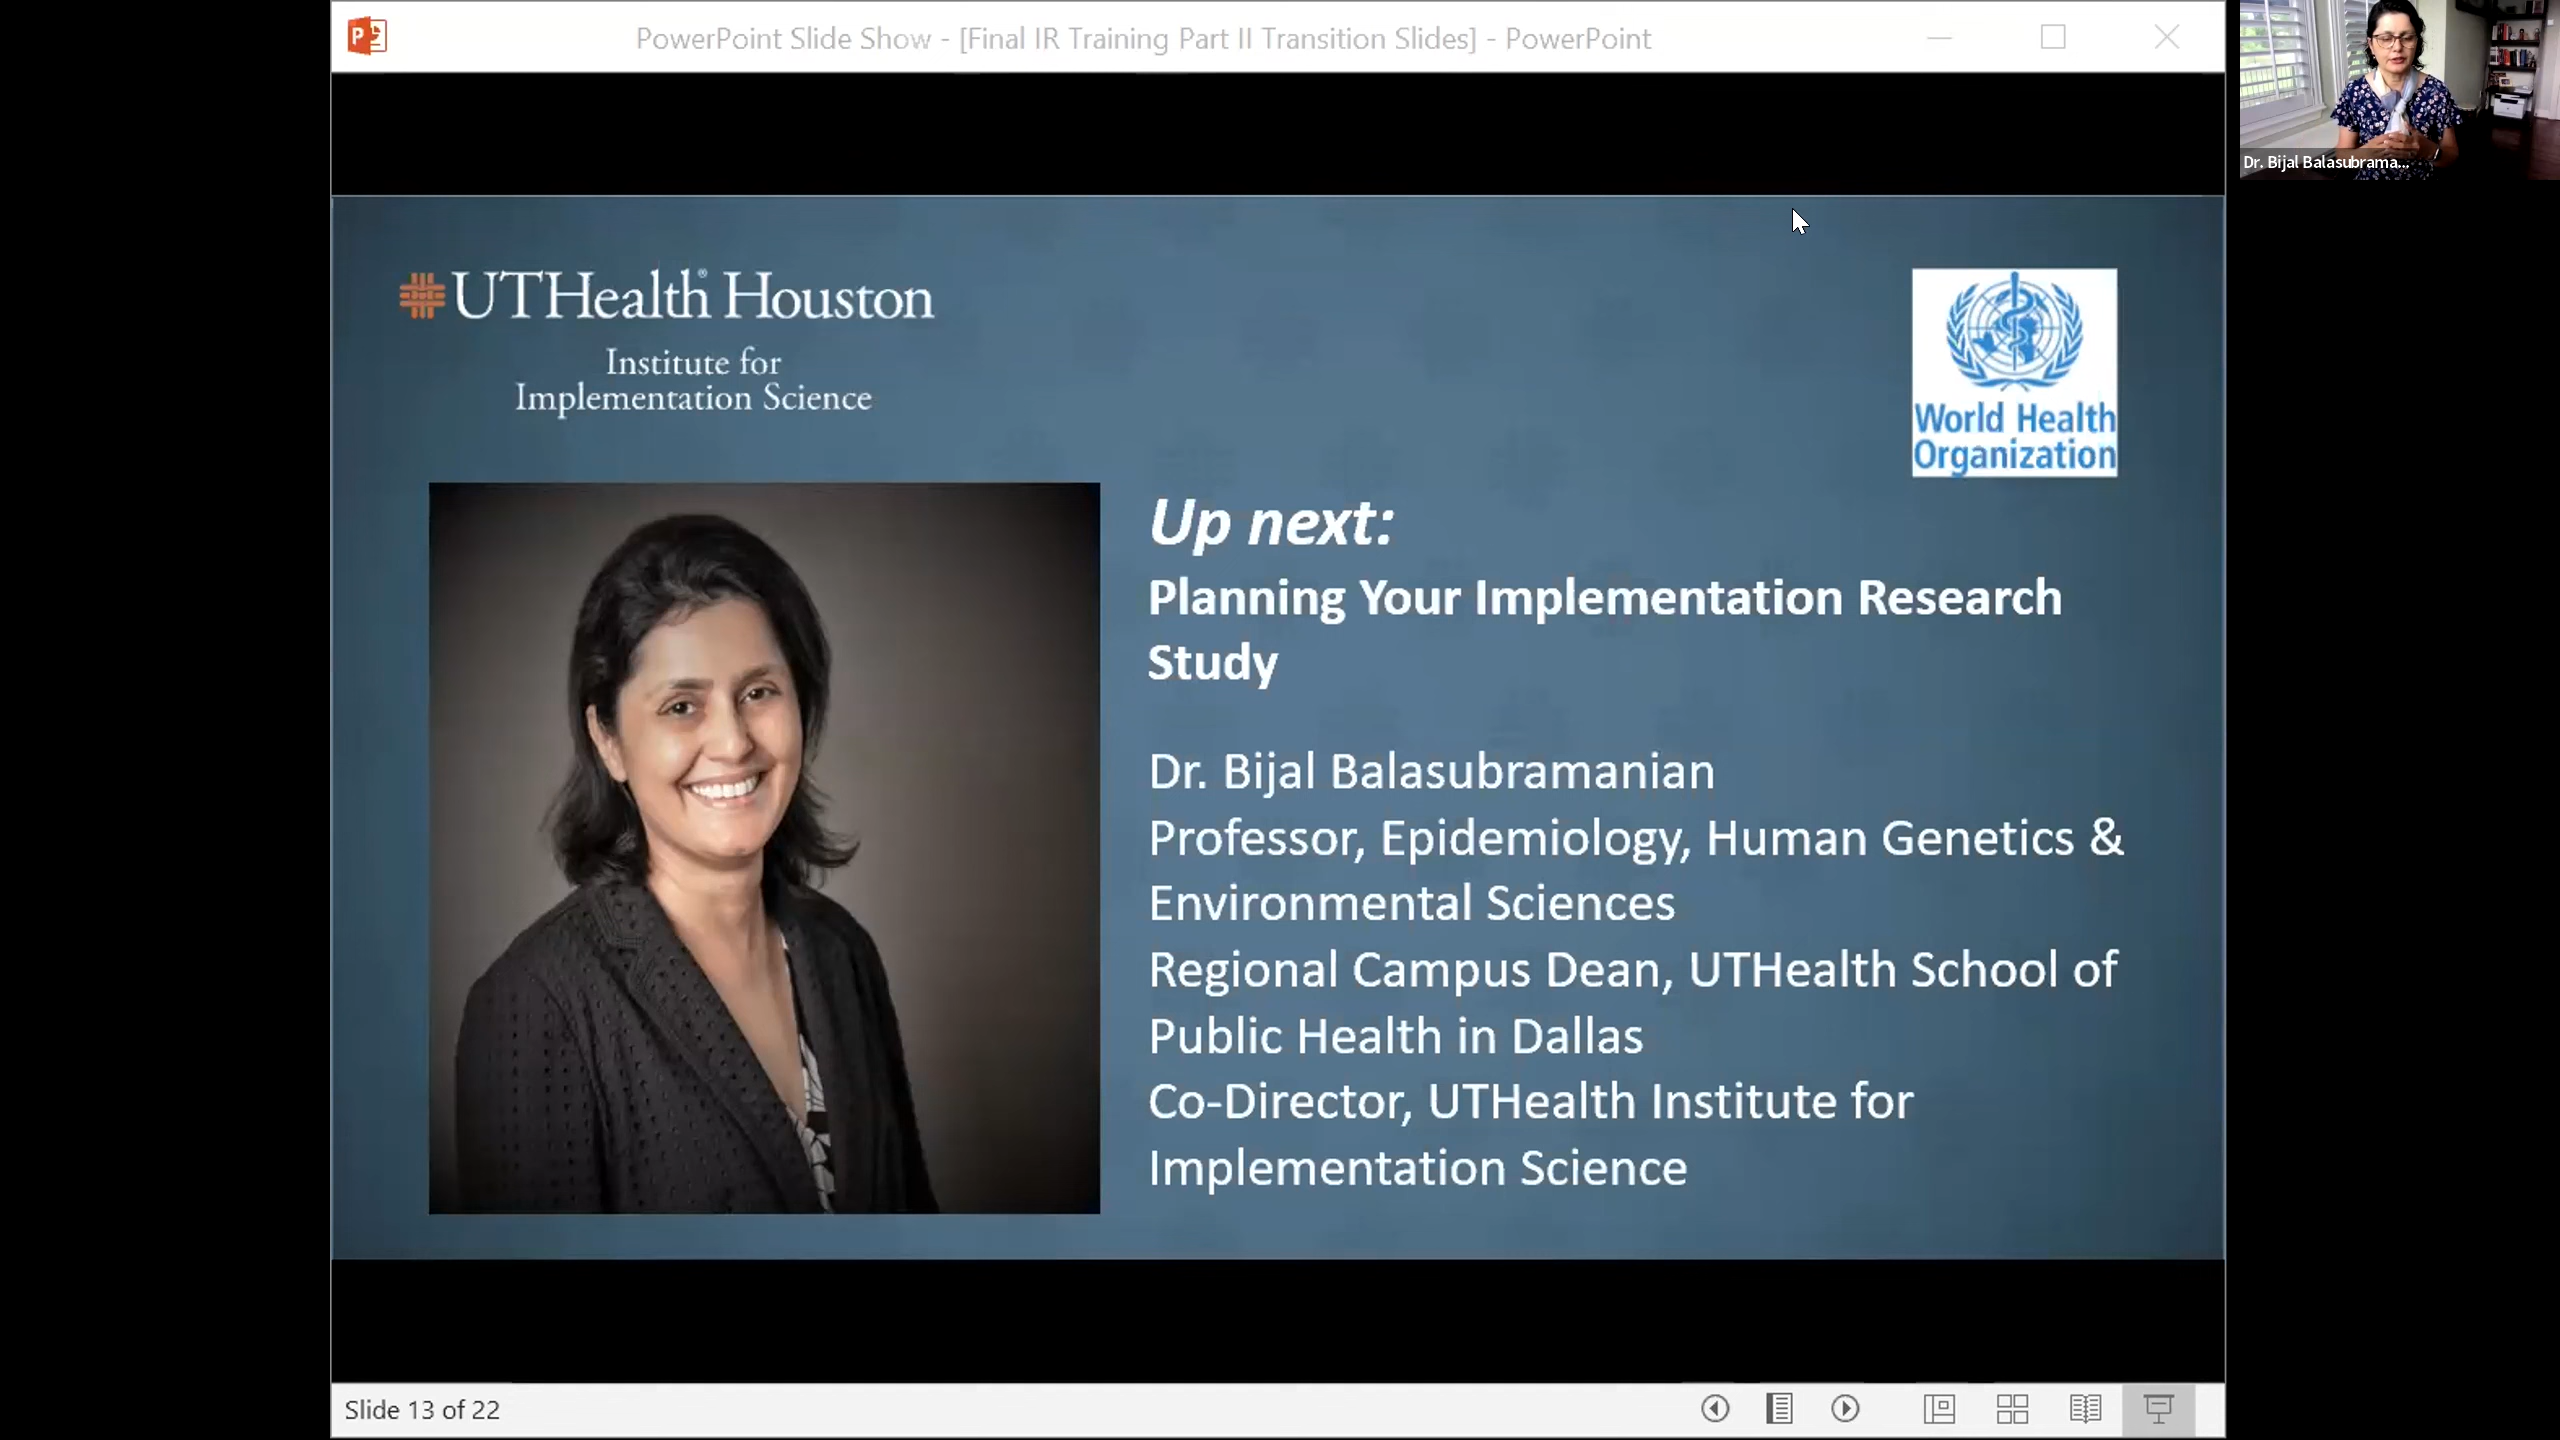 PowerPoint Slide Show - [Final IR Training Part II Transition Slides] - PowerPoint
Dr. Bijal Balasubrama...
UTHealth® Houston
Institute for
Implementation Science
World Health
Organization
Up next:
Planning Your Implementation Research
Study
Dr. Bijal Balasubramanian
Professor, Epidemiology, Human Genetics &
Environmental Sciences
Regional Campus Dean, UTHealth School of
Public Health in Dallas
Co-Director, UTHealth Institute for
Implementation Science
Slide 13 of 22